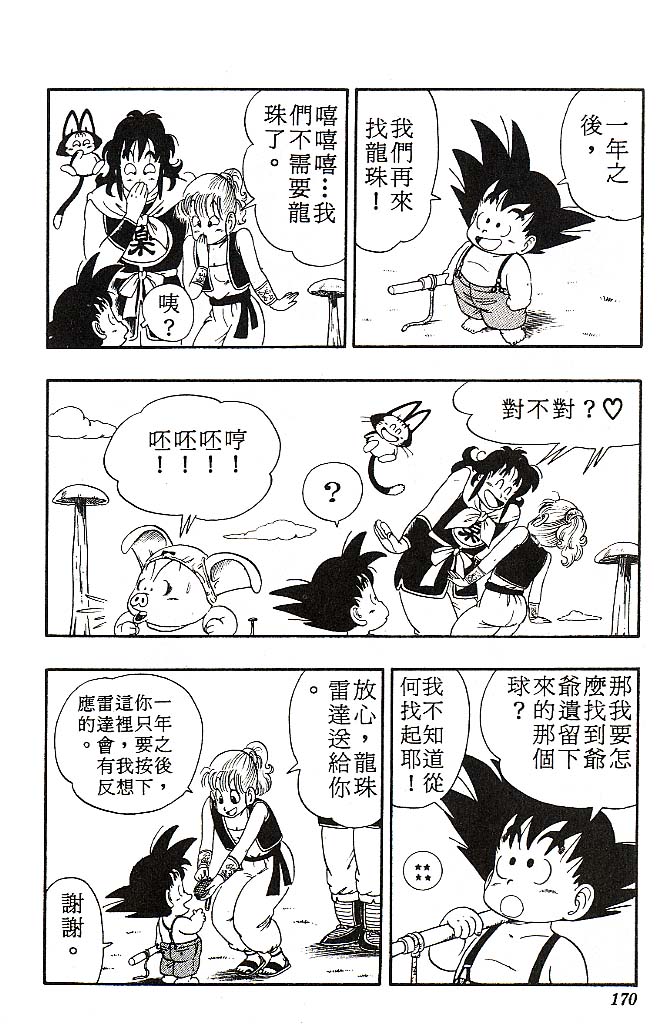 一年之
後，
我們再來
找龍珠！
嘻嘻嘻…我
們不需要龍
珠了。
咦？
桌
對不對？♡
桌
？
呸呸呸哼
！！！！
那我要怎
麼找到爺
爺遺留下
來的那個
球？
我不知道從
何找起耶！
放心，龍珠
雷達送給你
。
一年之後，
你只要按下
這裡，我想
雷達會有反
應的。
謝謝。
170